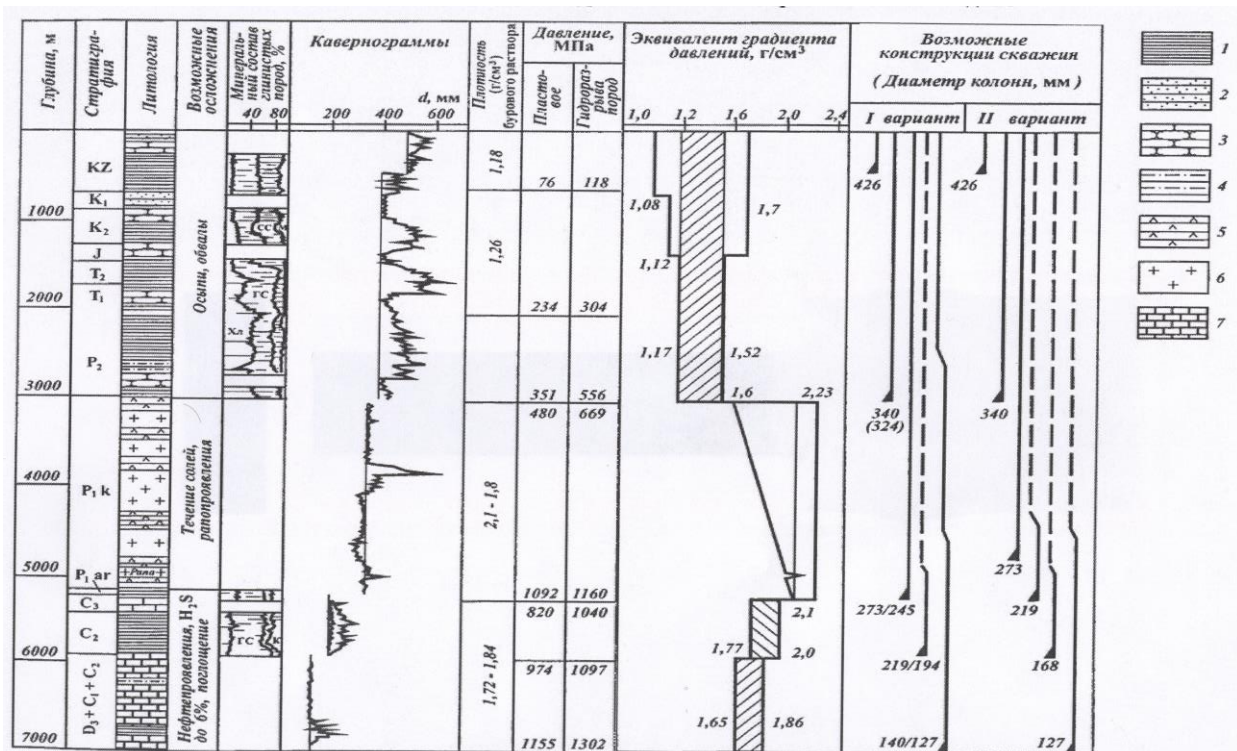 Глубина, м
Стратигра-
фия
Литология
Возможные
осложнения
Минераль-
ный состав
глинистых
пород, %
40 80
Кавернограммы
d, мм
200 400 600
Плотность
(г/см³)
бурового раствора
Давление,
МПа
Пласто-
вое
Гидрораз-
рыва
пород
Эквивалент градиента
давлений, г/см³
1,0 1,2 1,6 2,0 2,4
Возможные
конструкции скважин
(Диаметр колонн, мм)
I вариант II вариант
1
2
3
4
5
6
7
KZ
K₁
1000
K₂
J
T₂
T₁
2000
P₂
3000
P₁ k
4000
P₁ ar
5000
C₃
C₂
6000
D₃ + C₁ + C₂
7000
Рапа
Осыпи, обвалы
Течение солей,
рапопроявления
Нефтепроявления, H₂S
до 6%, поглощение
сс
ГС
Хл
ГС
К
1,18
1,26
2,1 - 1,8
1,72 - 1,84
76 118
234 304
351 556
480 669
1092 1160
820 1040
974 1097
1155 1302
1,08
1,7
1,12
1,17 1,52
1,6 2,23
2,1
1,77 2,0
1,65 1,86
426
340
(324)
273/245
219/194
140/127
426
340
273
219
168
127